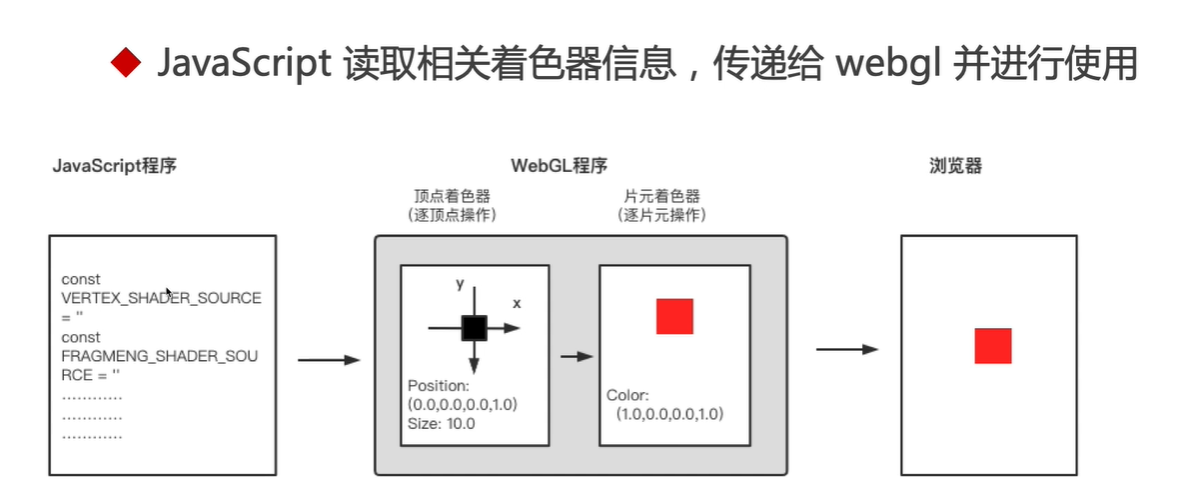 JavaScript 读取相关着色器信息，传递给 webgl 并进行使用
JavaScript程序
WebGL程序
浏览器
顶点着色器
(逐顶点操作)
片元着色器
(逐片元操作)
const
VERTEX_SHADER_SOURCE
= ''
const
FRAGMENG_SHADER_SOU
RCE = ''
............
............
............
y
x
Position:
(0.0,0.0,0.0,1.0)
Size: 10.0
Color:
(1.0,0.0,0.0,1.0)